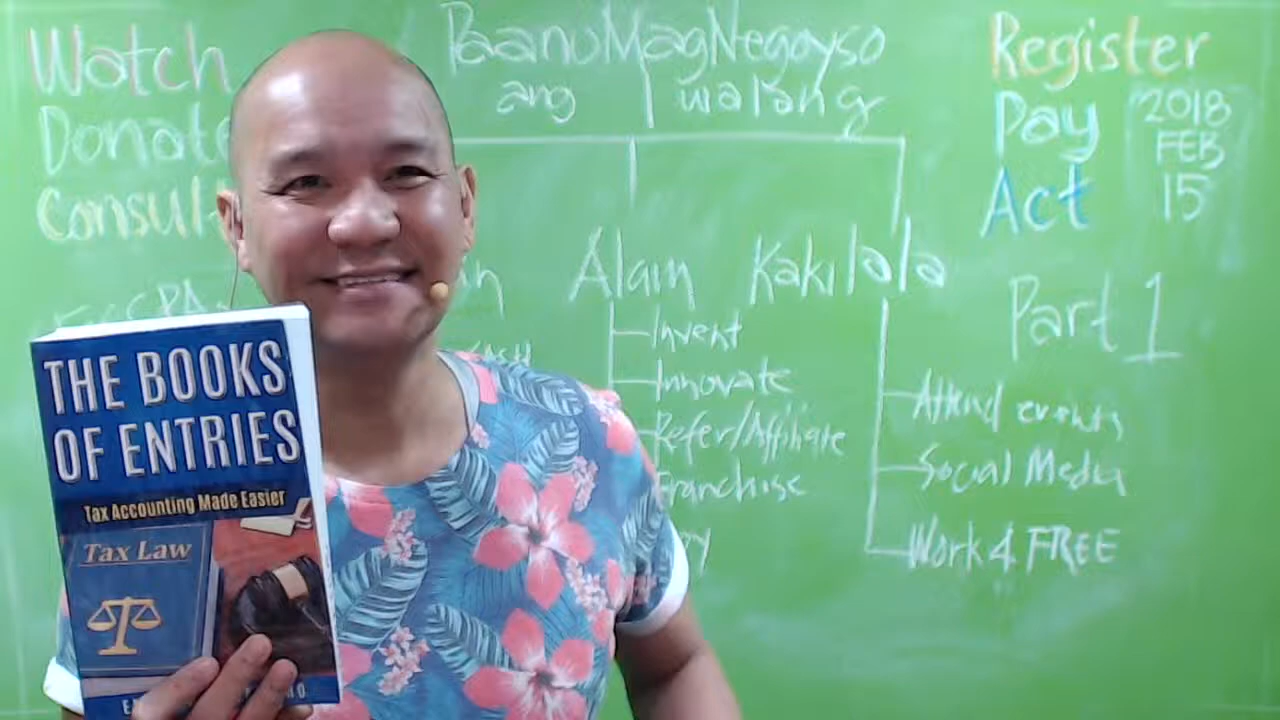 Watch
Donate
Consult
PaanoMagNegoyso
ang walang
Alam
Kakilala
Invent
Innovate
Refer/Affiliate
Franchise
Attend events
Social Media
Work 4 FREE
Register
Pay
Act
2018
FEB
15
Part 1
THE BOOKS
OF ENTRIES
Tax Accounting Made Easier
Tax Law